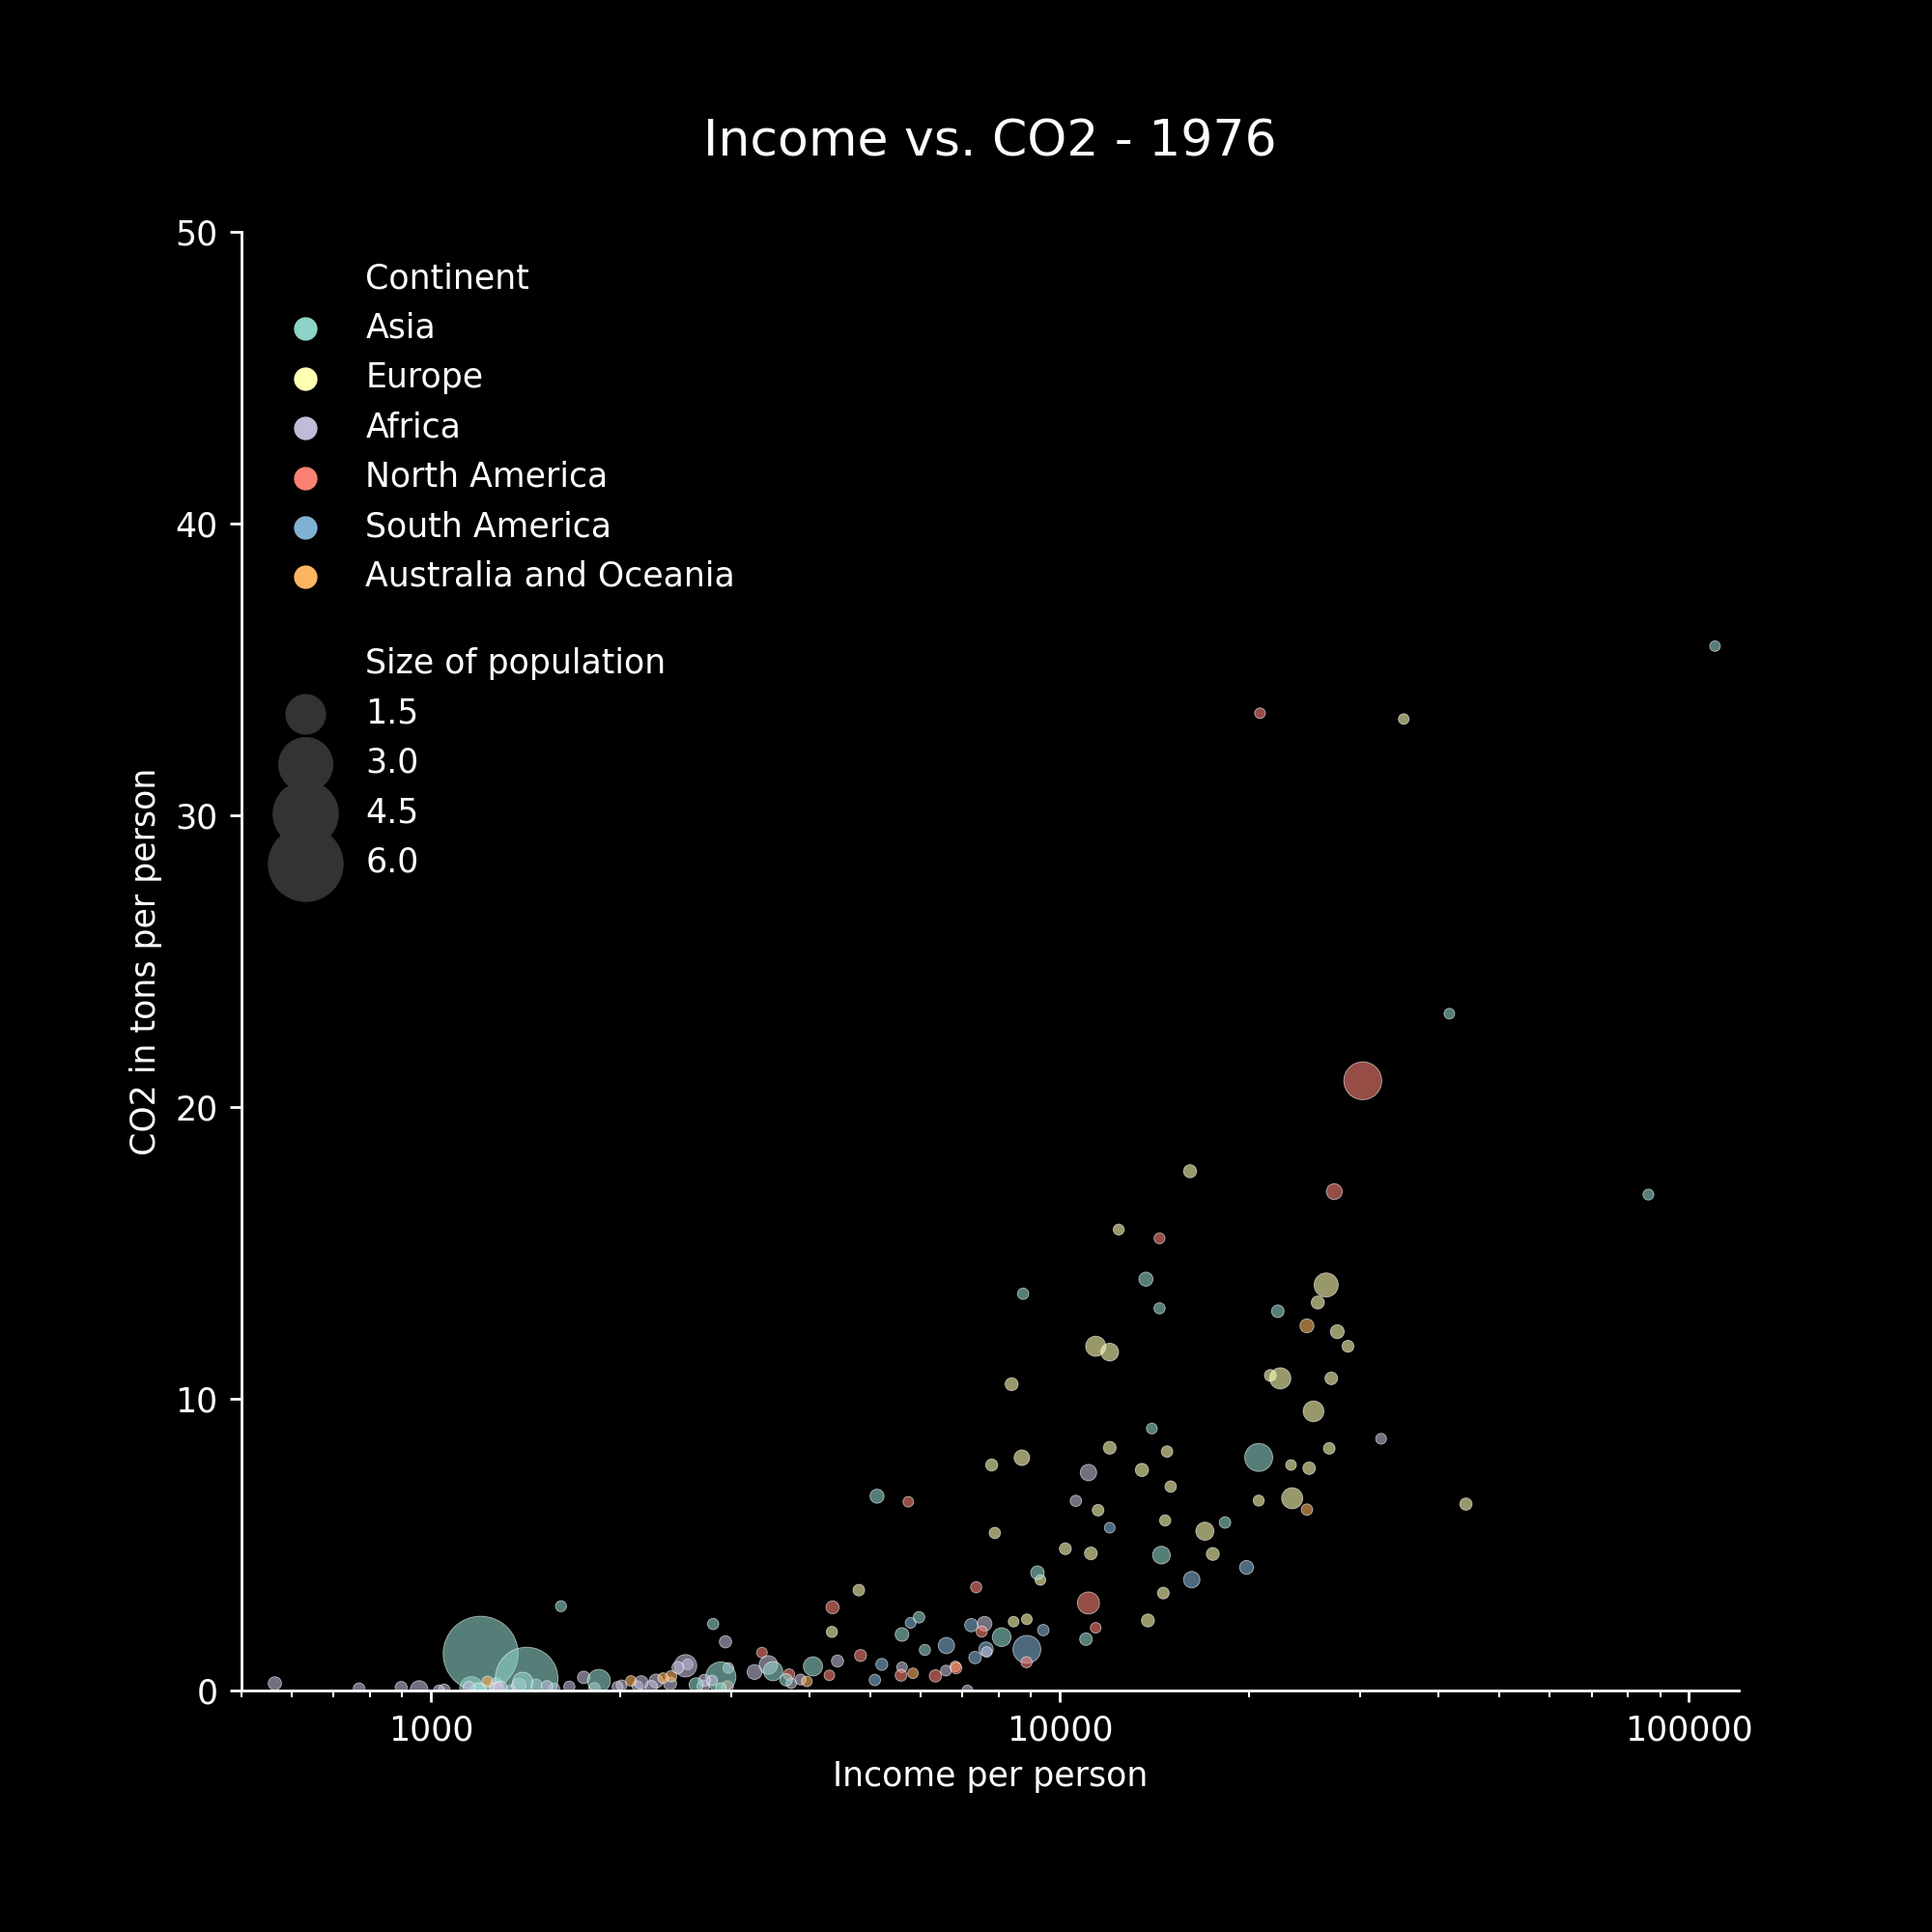 Income vs. CO2 - 1976
50
40
30
20
10
0
CO2 in tons per person
Continent
Asia
Europe
Africa
North America
South America
Australia and Oceania
Size of population
1.5
3.0
4.5
6.0
1000
10000
100000
Income per person